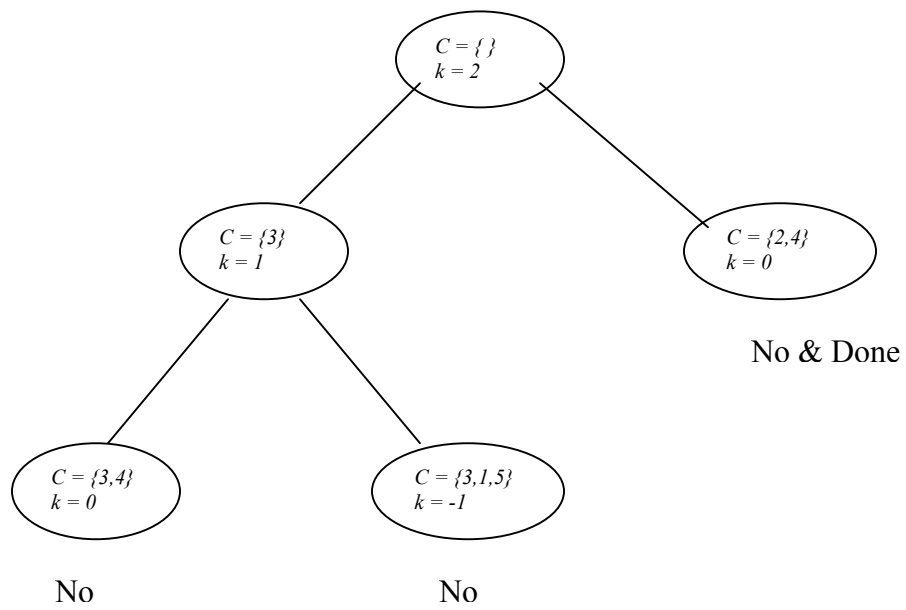 C = { }
k = 2
C = {3}
k = 1
C = {2,4}
k = 0
No & Done
C = {3,4}
k = 0
C = {3,1,5}
k = -1
No
No